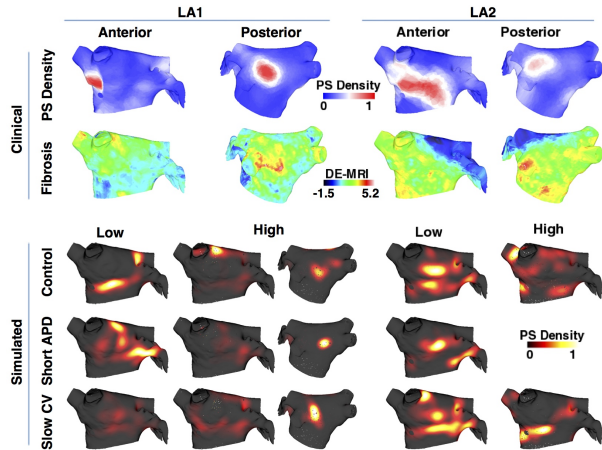 LA1
LA2
Anterior
Posterior
Anterior
Posterior
Clinical
PS Density
PS Density
0
1
Fibrosis
DE-MRI
-1.5
5.2
Low
High
Low
High
Simulated
Control
Short APD
PS Density
0
1
Slow CV